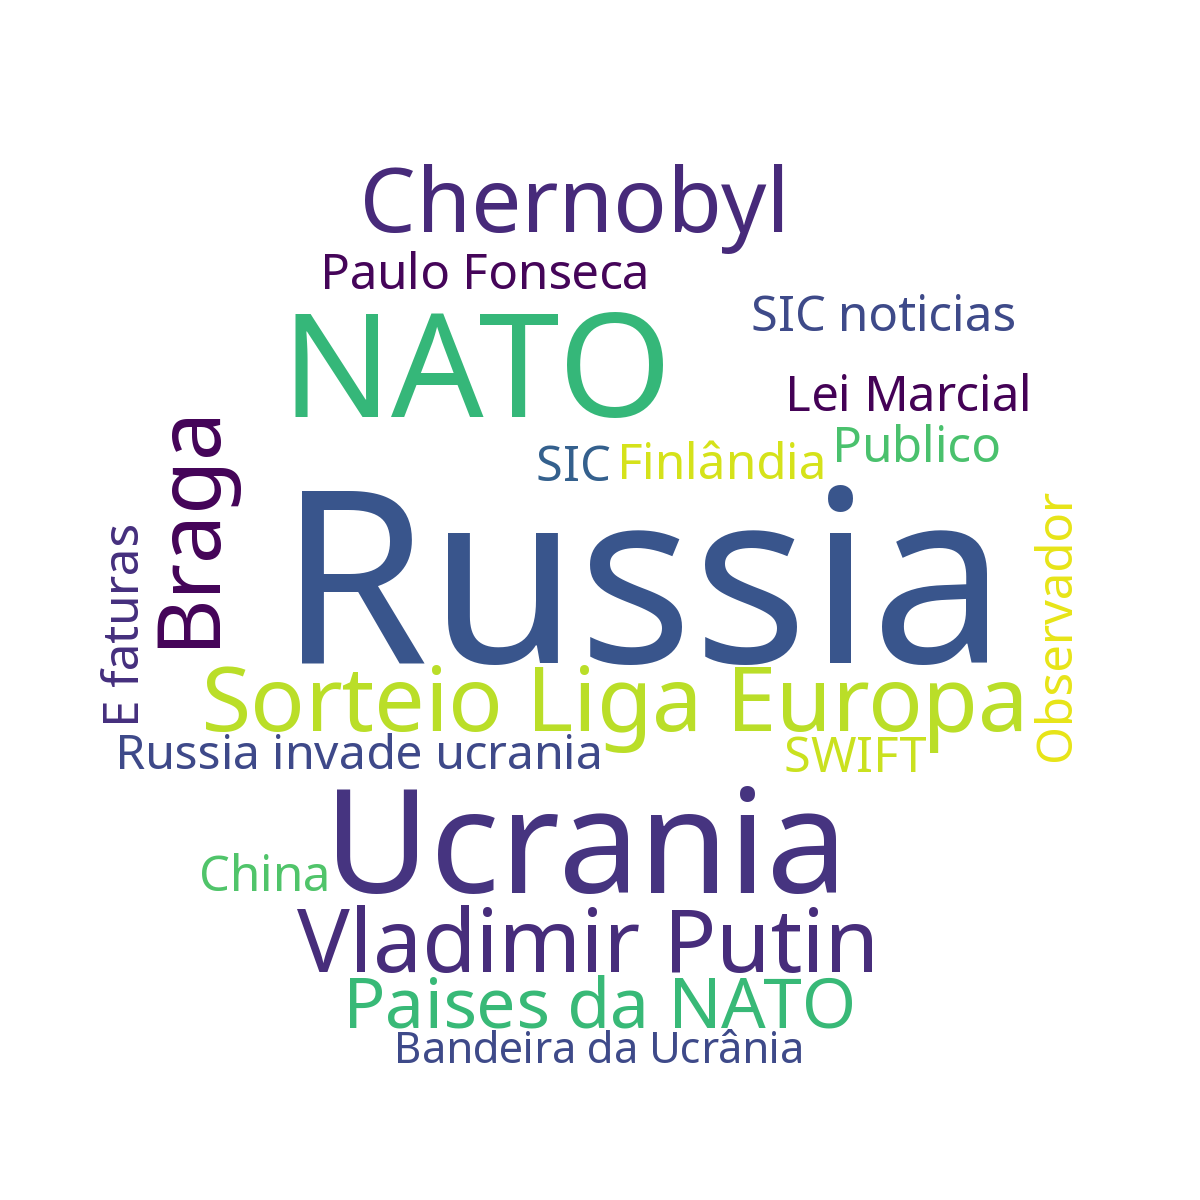 Chernobyl
Paulo Fonseca
SIC noticias
NATO
Lei Marcial
Publico
SIC
Finlândia
Braga
Russia
E faturas
Observador
Sorteio Liga Europa
Russia invade ucrania
SWIFT
Ucrania
China
Vladimir Putin
Paises da NATO
Bandeira da Ucrânia